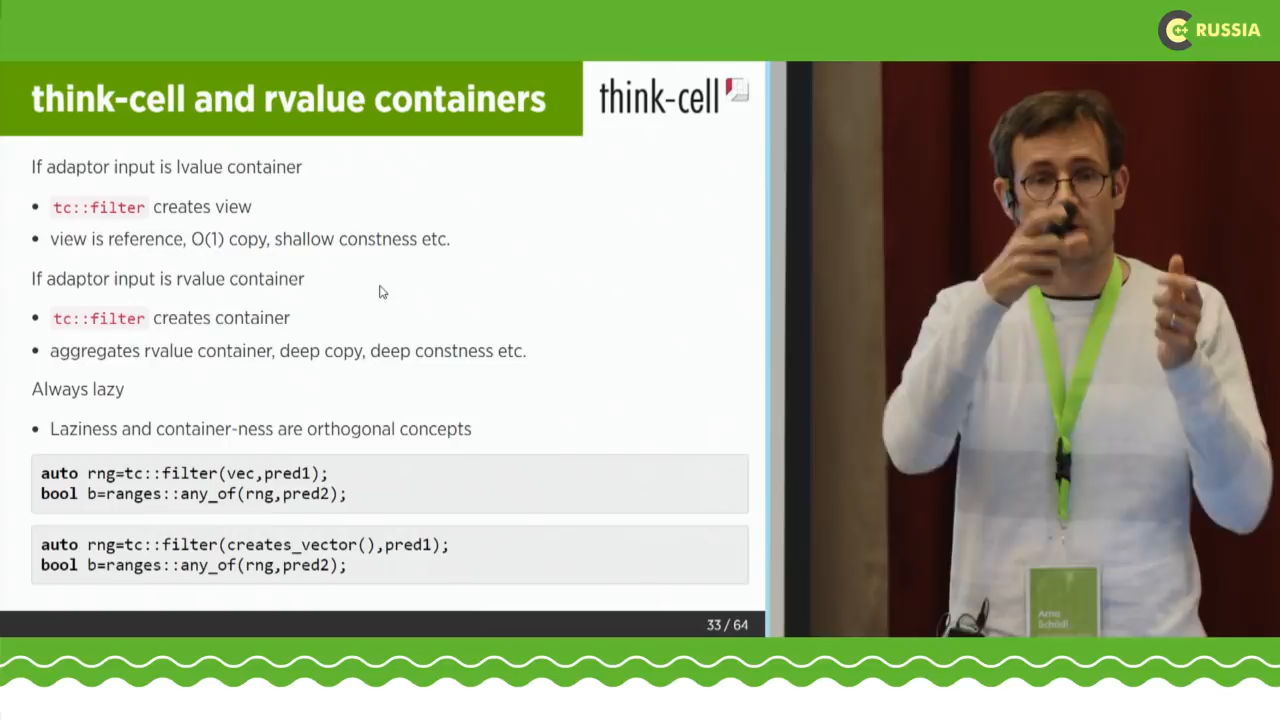 C++ RUSSIA
think-cell and rvalue containers
think-cell
If adaptor input is lvalue container
• tc::filter creates view
• view is reference, O(1) copy, shallow constness etc.
If adaptor input is rvalue container
• tc::filter creates container
• aggregates rvalue container, deep copy, deep constness etc.
Always lazy
• Laziness and container-ness are orthogonal concepts
auto rng=tc::filter(vec,pred1);
bool b=ranges::any_of(rng,pred2);
auto rng=tc::filter(creates_vector(),pred1);
bool b=ranges::any_of(rng,pred2);
33 / 64
Arno